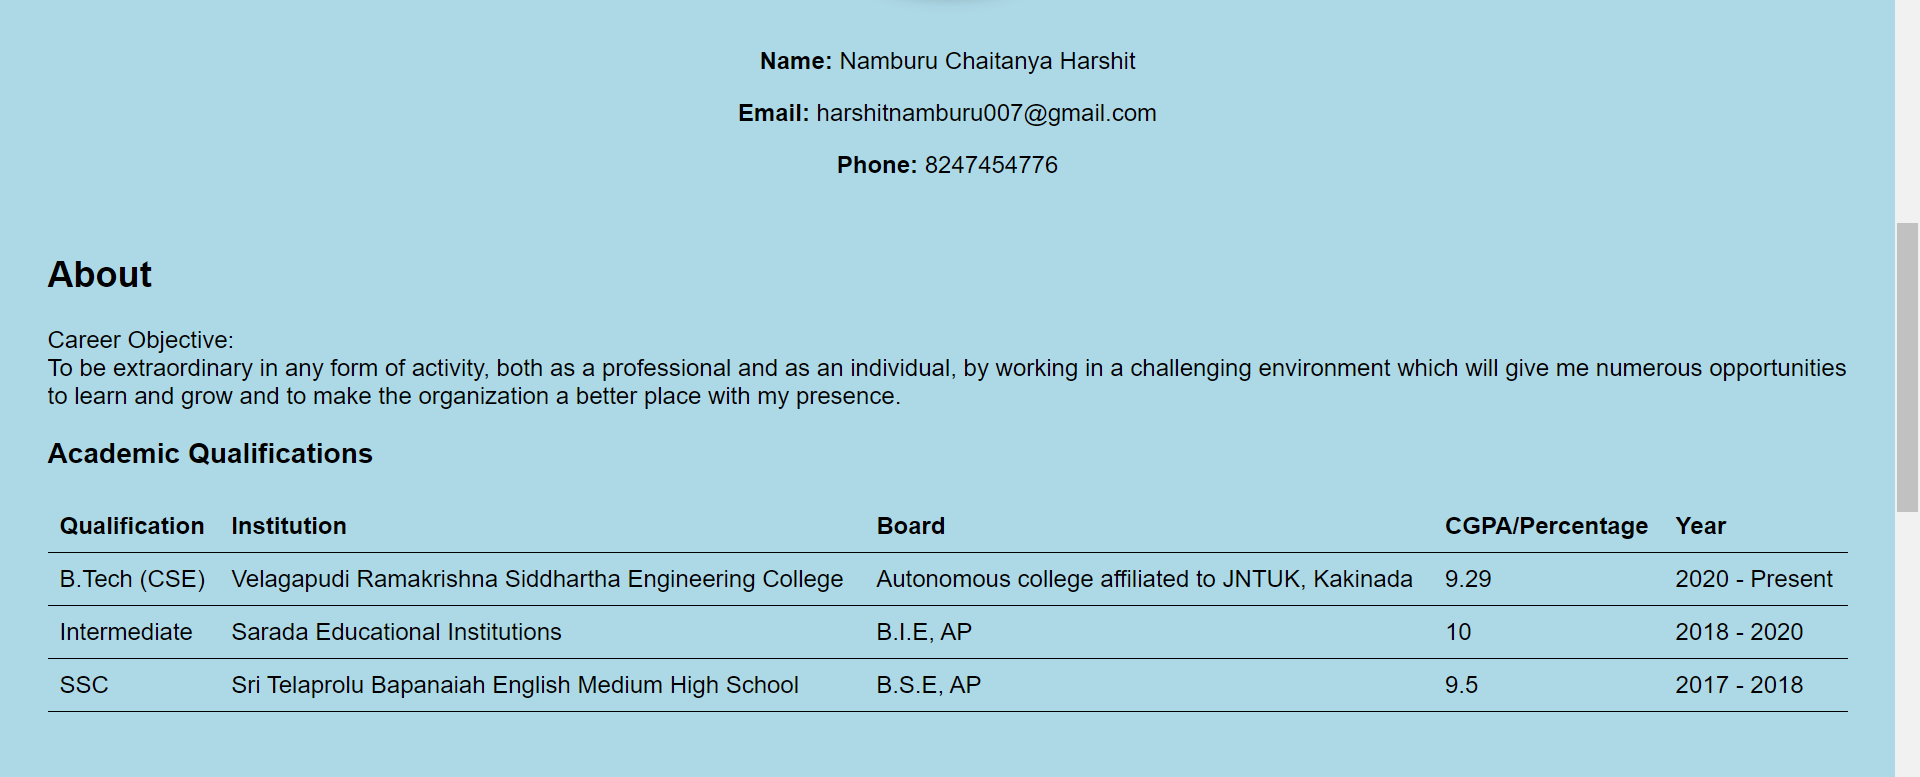 Name: Namburu Chaitanya Harshit
Email: harshitnamburu007@gmail.com
Phone: 8247454776
About
Career Objective:
To be extraordinary in any form of activity, both as a professional and as an individual, by working in a challenging environment which will give me numerous opportunities
to learn and grow and to make the organization a better place with my presence.
Academic Qualifications
Qualification Institution Board CGPA/Percentage Year
B.Tech (CSE) Velagapudi Ramakrishna Siddhartha Engineering College Autonomous college affiliated to JNTUK, Kakinada 9.29 2020 - Present
Intermediate Sarada Educational Institutions B.I.E, AP 10 2018 - 2020
SSC Sri Telaprolu Bapanaiah English Medium High School B.S.E, AP 9.5 2017 - 2018